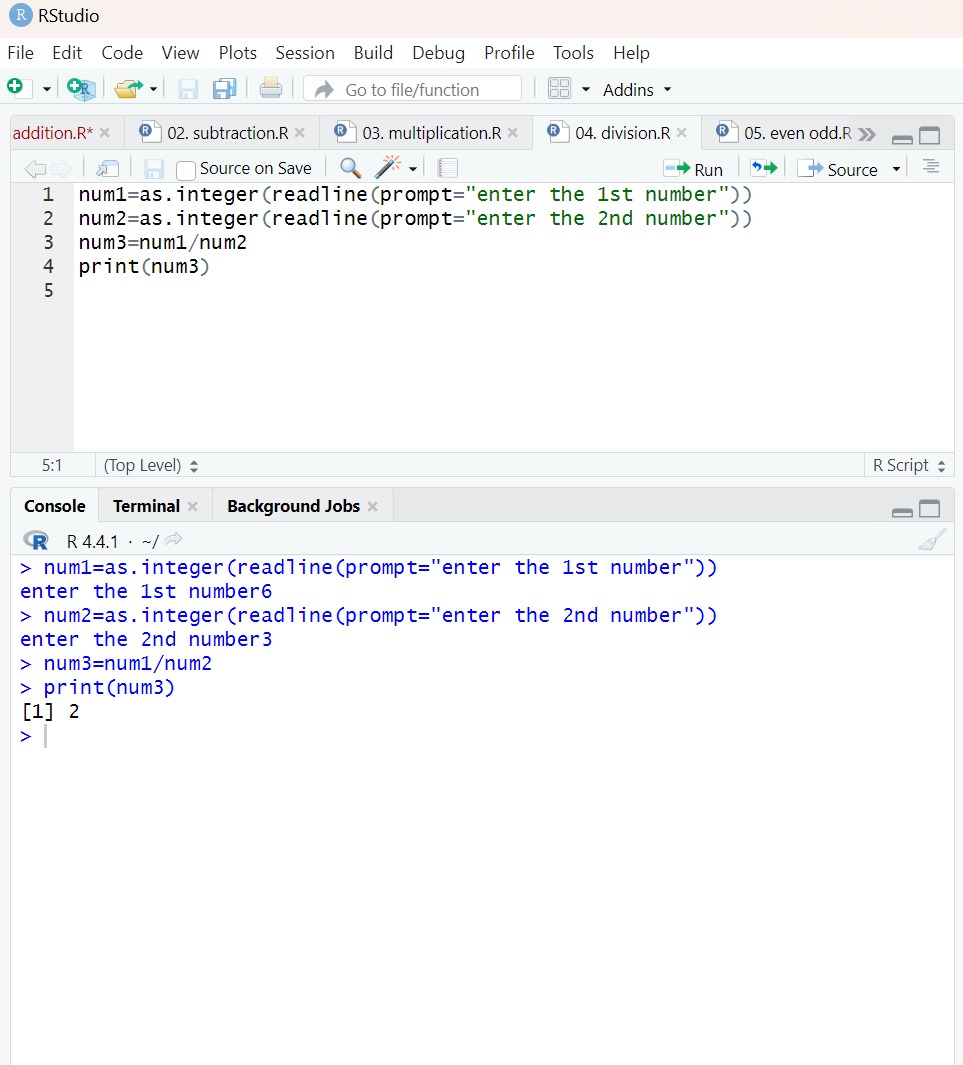 R RStudio
File Edit Code View Plots Session Build Debug Profile Tools Help
Go to file/function Addins
addition.R* 02. subtraction.R 03. multiplication.R 04. division.R 05. even odd.R
Source on Save Run Source
1 num1=as.integer(readline(prompt="enter the 1st number"))
2 num2=as.integer(readline(prompt="enter the 2nd number"))
3 num3=num1/num2
4 print(num3)
5
5:1 (Top Level) R Script
Console Terminal Background Jobs
R R 4.4.1 · ~/
> num1=as.integer(readline(prompt="enter the 1st number"))
enter the 1st number6
> num2=as.integer(readline(prompt="enter the 2nd number"))
enter the 2nd number3
> num3=num1/num2
> print(num3)
[1] 2
>